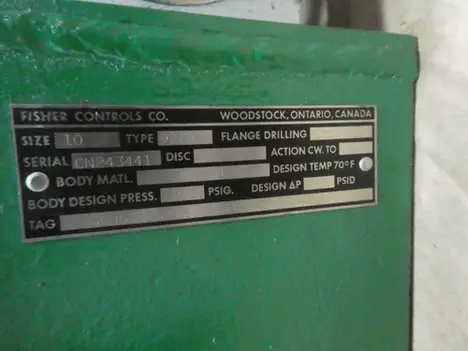 FISHER CONTROLS CO. WOODSTOCK, ONTARIO, CANADA
SIZE 10 TYPE FLANGE DRILLING
SERIAL CN243441 DISC ACTION CW. TO
BODY MATL. DESIGN TEMP 70°F
BODY DESIGN PRESS. PSIG. DESIGN ΔP PSID
TAG